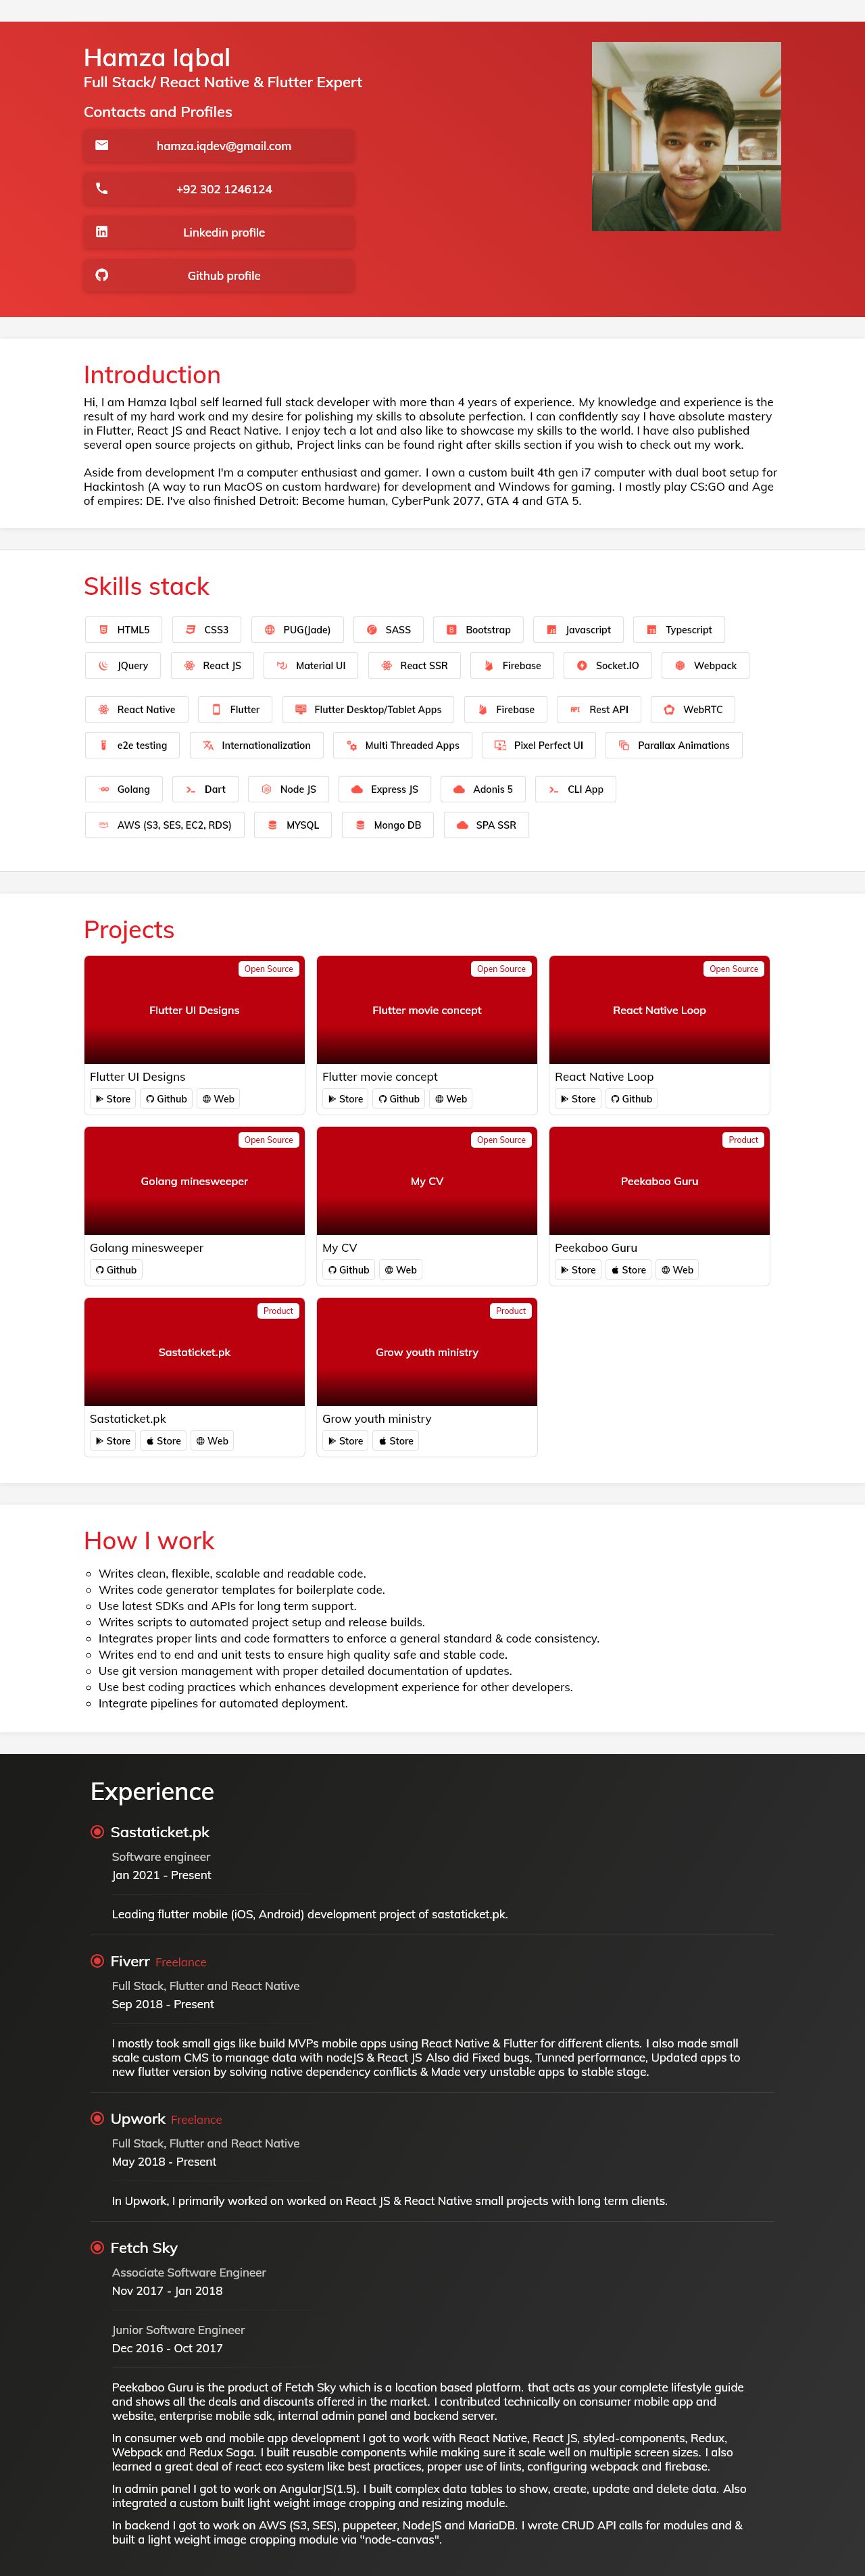 Hamza Iqbal
Full Stack/ React Native & Flutter Expert
Contacts and Profiles
hamza.iqdev@gmail.com
+92 302 1246124
Linkedin profile
Github profile
Introduction
Hi, I am Hamza Iqbal self learned full stack developer with more than 4 years of experience. My knowledge and experience is the
result of my hard work and my desire for polishing my skills to absolute perfection. I can confidently say I have absolute mastery
in Flutter, React JS and React Native. I enjoy tech a lot and also like to showcase my skills to the world. I have also published
several open source projects on github, Project links can be found right after skills section if you wish to check out my work.
Aside from development I'm a computer enthusiast and gamer. I own a custom built 4th gen i7 computer with dual boot setup for
Hackintosh (A way to run MacOS on custom hardware) for development and Windows for gaming. I mostly play CS:GO and Age
of empires: DE. I've also finished Detroit: Become human, CyberPunk 2077, GTA 4 and GTA 5.
Skills stack
HTML5 CSS3 PUG(Jade) SASS Bootstrap Javascript Typescript
JQuery React JS Material UI React SSR Firebase Socket.IO Webpack
React Native Flutter Flutter Desktop/Tablet Apps Firebase Rest API WebRTC
e2e testing Internationalization Multi Threaded Apps Pixel Perfect UI Parallax Animations
Golang Dart Node JS Express JS Adonis 5 CLI App
AWS (S3, SES, EC2, RDS) MYSQL Mongo DB SPA SSR
Projects
Open Source Open Source Open Source
Flutter UI Designs Flutter movie concept React Native Loop
Flutter UI Designs Flutter movie concept React Native Loop
Store Github Web Store Github Web Store Github
Open Source Open Source Product
Golang minesweeper My CV Peekaboo Guru
Golang minesweeper My CV Peekaboo Guru
Github Github Web Store Store Web
Product Product
Sastaticket.pk Grow youth ministry
Sastaticket.pk Grow youth ministry
Store Store Web Store Store
How I work
Writes clean, flexible, scalable and readable code.
Writes code generator templates for boilerplate code.
Use latest SDKs and APIs for long term support.
Writes scripts to automated project setup and release builds.
Integrates proper lints and code formatters to enforce a general standard & code consistency.
Writes end to end and unit tests to ensure high quality safe and stable code.
Use git version management with proper detailed documentation of updates.
Use best coding practices which enhances development experience for other developers.
Integrate pipelines for automated deployment.
Experience
Sastaticket.pk
Software engineer
Jan 2021 - Present
Leading flutter mobile (iOS, Android) development project of sastaticket.pk.
Fiverr Freelance
Full Stack, Flutter and React Native
Sep 2018 - Present
I mostly took small gigs like build MVPs mobile apps using React Native & Flutter for different clients. I also made small
scale custom CMS to manage data with nodeJS & React JS Also did Fixed bugs, Tunned performance, Updated apps to
new flutter version by solving native dependency conflicts & Made very unstable apps to stable stage.
Upwork Freelance
Full Stack, Flutter and React Native
May 2018 - Present
In Upwork, I primarily worked on worked on React JS & React Native small projects with long term clients.
Fetch Sky
Associate Software Engineer
Nov 2017 - Jan 2018
Junior Software Engineer
Dec 2016 - Oct 2017
Peekaboo Guru is the product of Fetch Sky which is a location based platform. that acts as your complete lifestyle guide
and shows all the deals and discounts offered in the market. I contributed technically on consumer mobile app and
website, enterprise mobile sdk, internal admin panel and backend server.
In consumer web and mobile app development I got to work with React Native, React JS, styled-components, Redux,
Webpack and Redux Saga. I built reusable components while making sure it scale well on multiple screen sizes. I also
learned a great deal of react eco system like best practices, proper use of lints, configuring webpack and firebase.
In admin panel I got to work on AngularJS(1.5). I built complex data tables to show, create, update and delete data. Also
integrated a custom built light weight image cropping and resizing module.
In backend I got to work on AWS (S3, SES), puppeteer, NodeJS and MariaDB. I wrote CRUD API calls for modules and &
built a light weight image cropping module via "node-canvas".